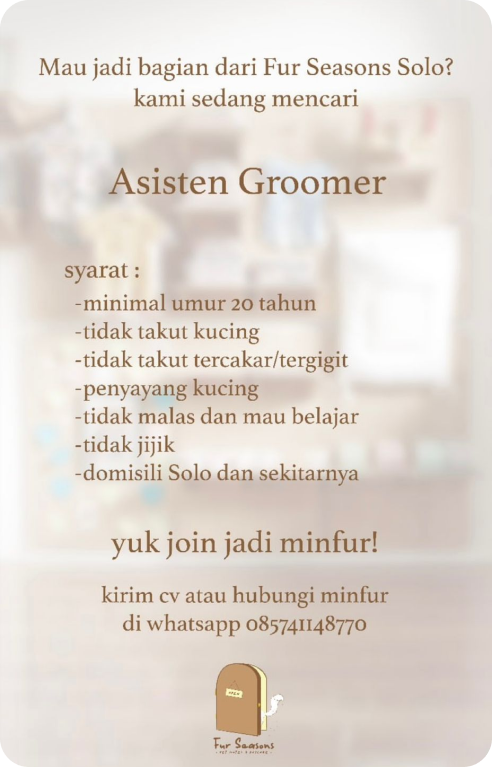 Mau jadi bagian dari Fur Seasons Solo?
kami sedang mencari
Asisten Groomer
syarat :
-minimal umur 20 tahun
-tidak takut kucing
-tidak takut tercakar/tergigit
-penyayang kucing
-tidak malas dan mau belajar
-tidak jijik
-domisili Solo dan sekitarnya
yuk join jadi minfur!
kirim cv atau hubungi minfur
di whatsapp 085741148770
Fur Seasons